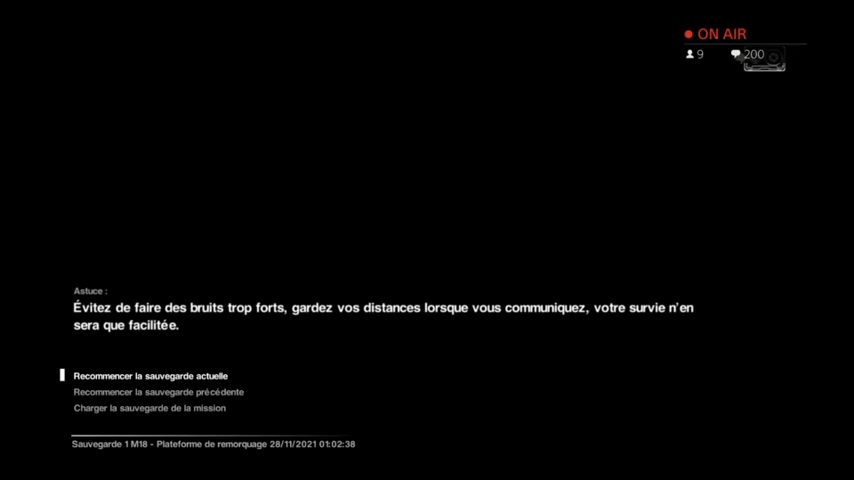 ON AIR
9 200
Astuce :
Évitez de faire des bruits trop forts, gardez vos distances lorsque vous communiquez, votre survie n'en
sera que facilitée.
Recommencer la sauvegarde actuelle
Recommencer la sauvegarde précédente
Charger la sauvegarde de la mission
Sauvegarde 1 M18 - Plateforme de remorquage 28/11/2021 01:02:38